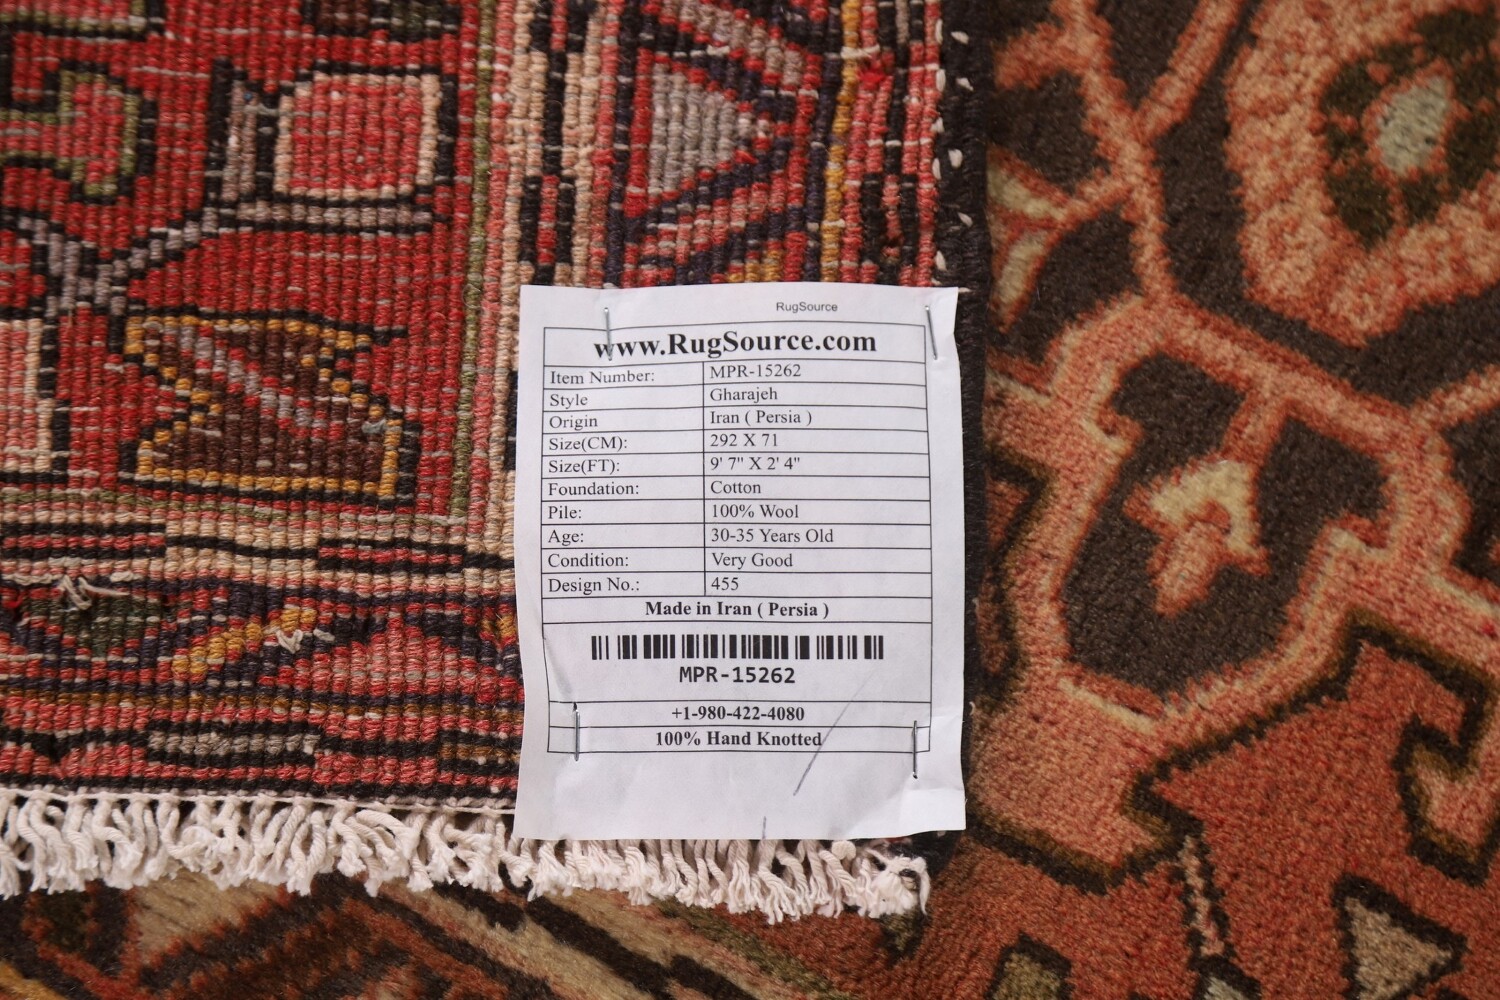 RugSource
www.RugSource.com
Item Number: MPR-15262
Style Gharajeh
Origin Iran ( Persia )
Size(CM): 292 X 71
Size(FT): 9' 7" X 2' 4"
Foundation: Cotton
Pile: 100% Wool
Age: 30-35 Years Old
Condition: Very Good
Design No.: 455
Made in Iran ( Persia )
MPR-15262
+1-980-422-4080
100% Hand Knotted